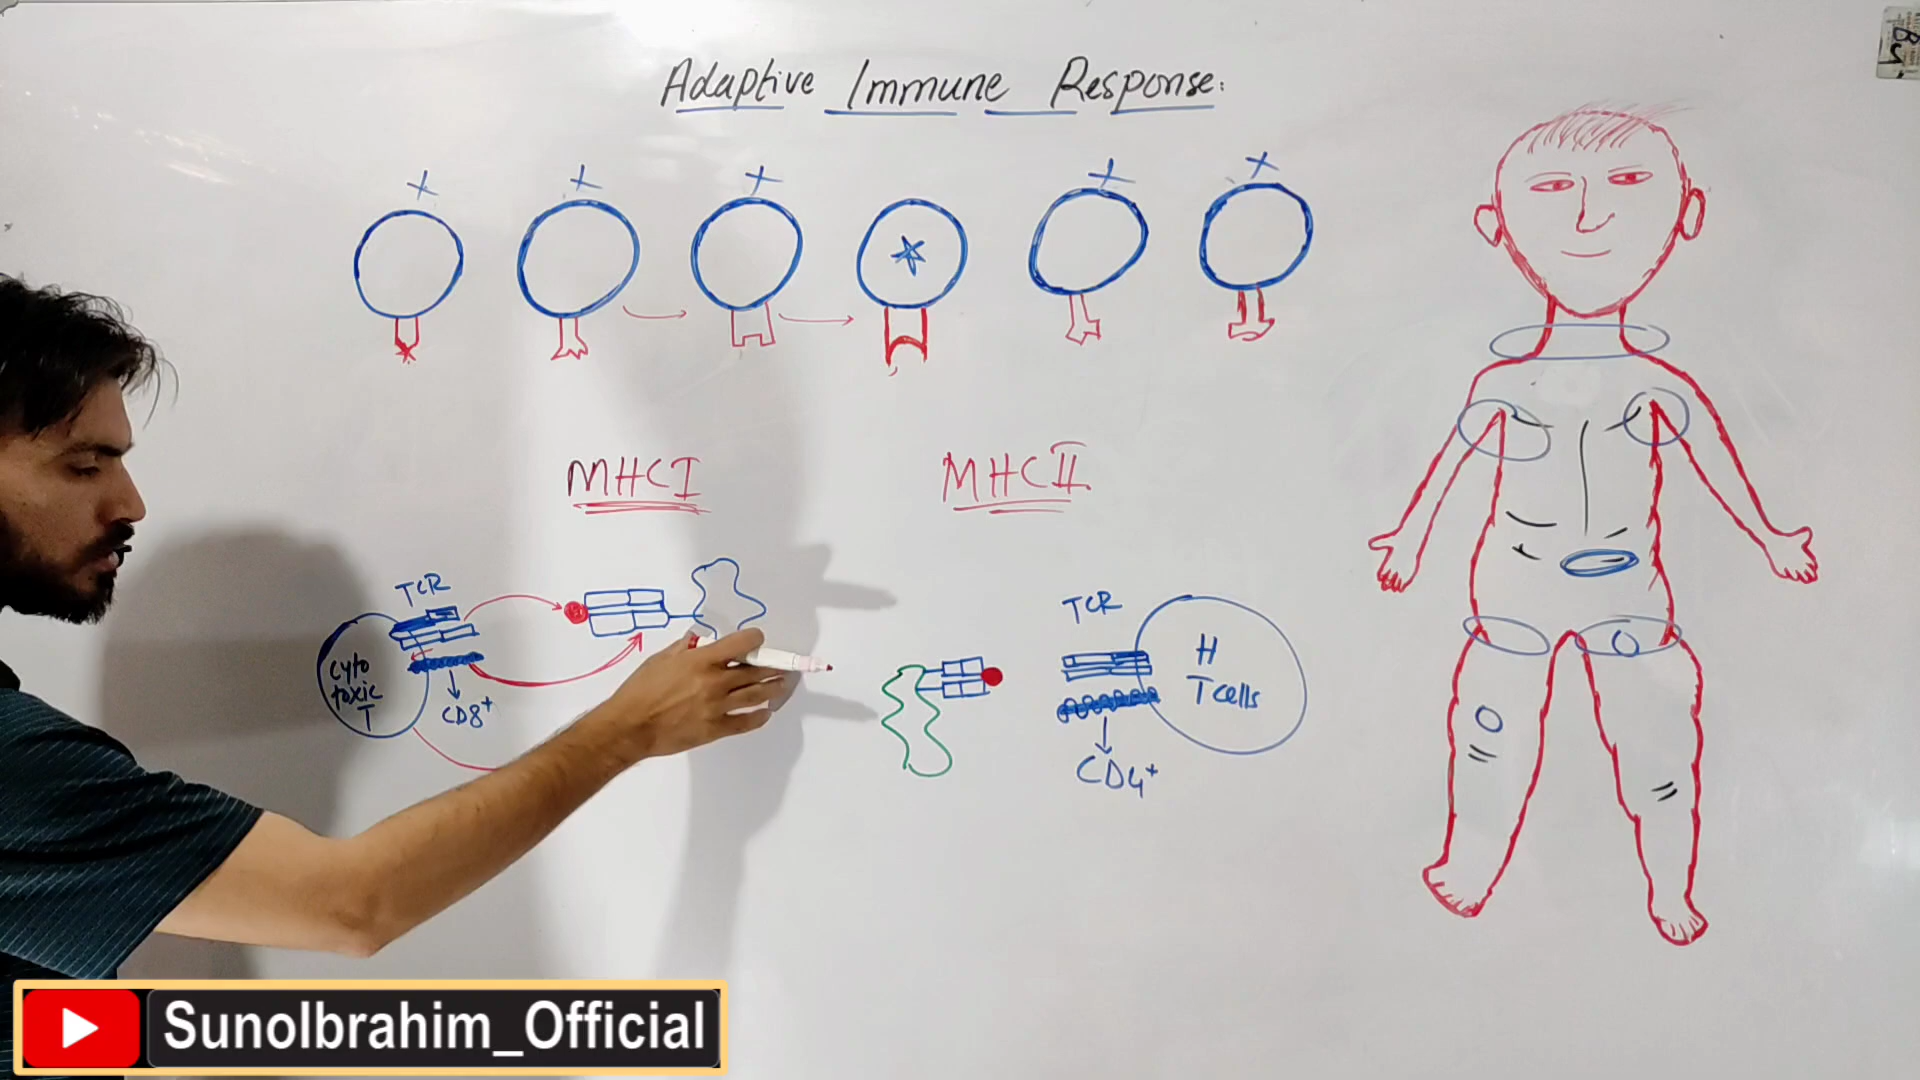 Adaptive Immune Response:
MHC I
MHC II
TCR
Cyto
toxic
T
CD8+
TCR
H
T cells
CD4+
SunoIbrahim_Official